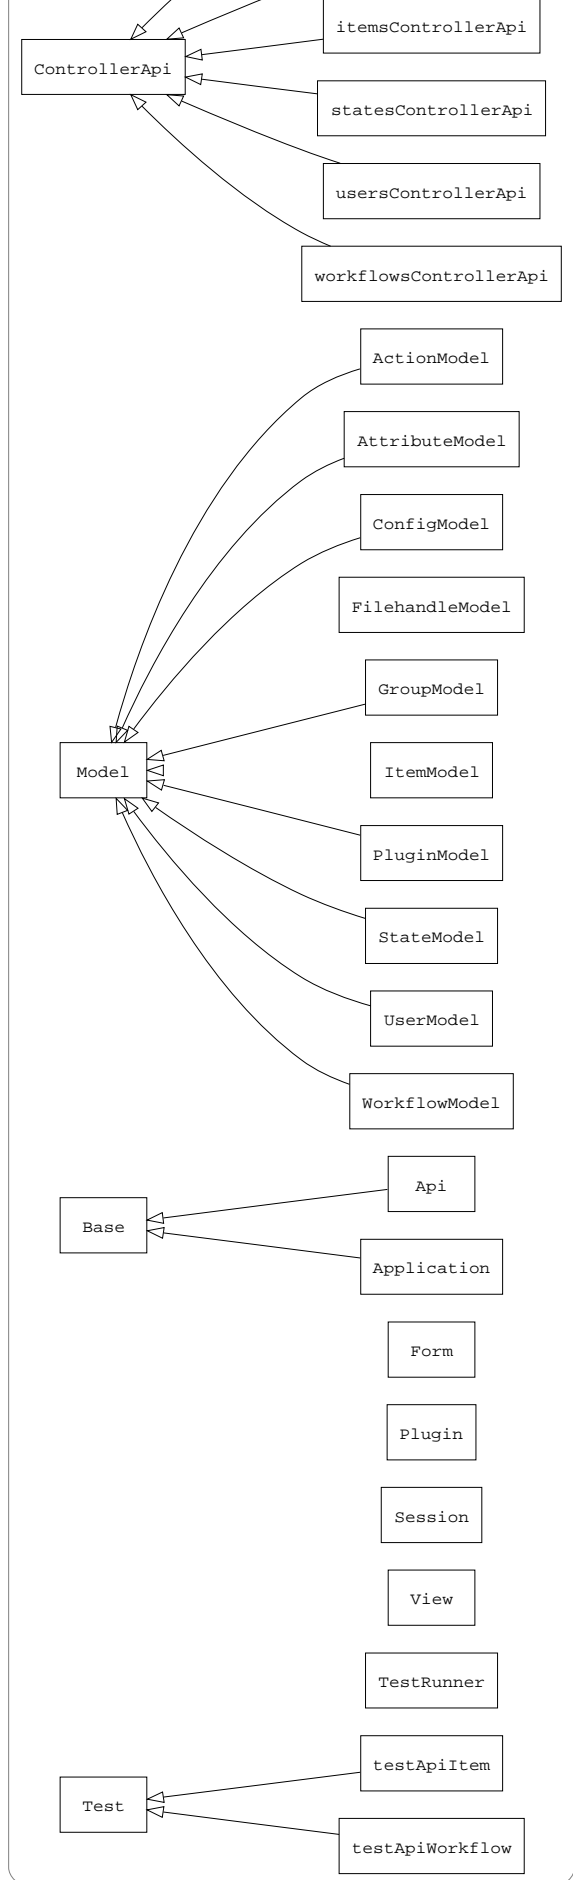 itemsControllerApi
ControllerApi
statesControllerApi
usersControllerApi
workflowsControllerApi
ActionModel
AttributeModel
ConfigModel
FilehandleModel
GroupModel
Model
ItemModel
PluginModel
StateModel
UserModel
WorkflowModel
Api
Base
Application
Form
Plugin
Session
View
TestRunner
testApiItem
Test
testApiWorkflow